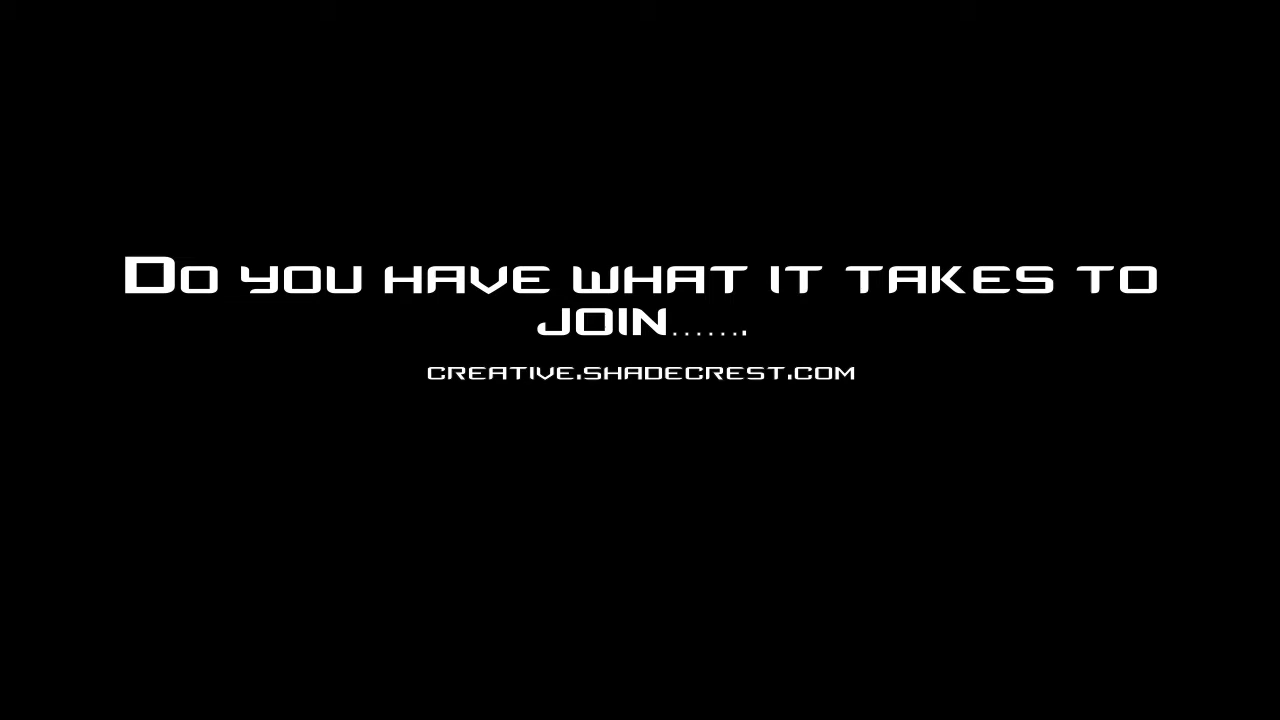 Do you have what it takes to
join.......
creative.shadecrest.com